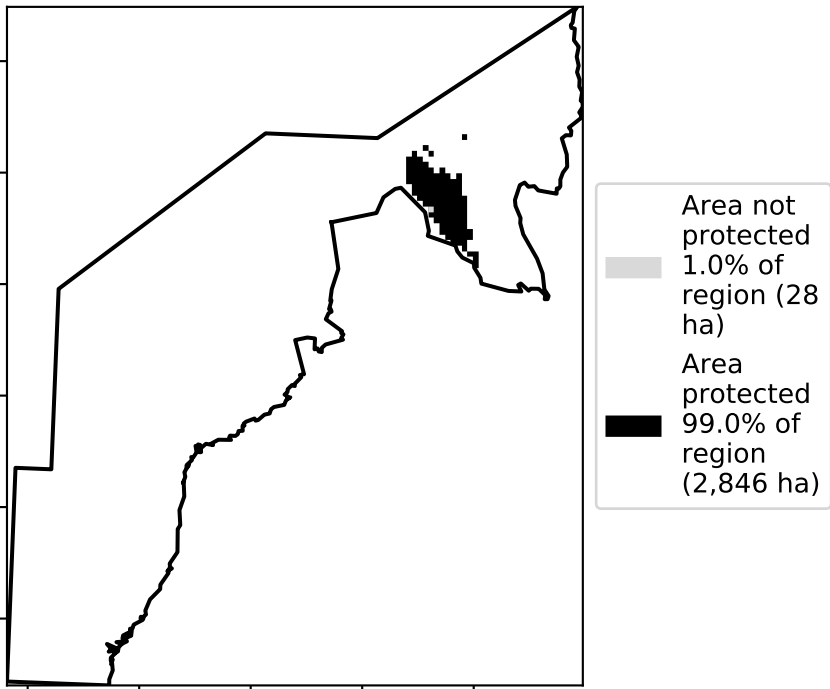 Area not
protected
1.0% of
region (28
ha)
Area
protected
99.0% of
region
(2,846 ha)